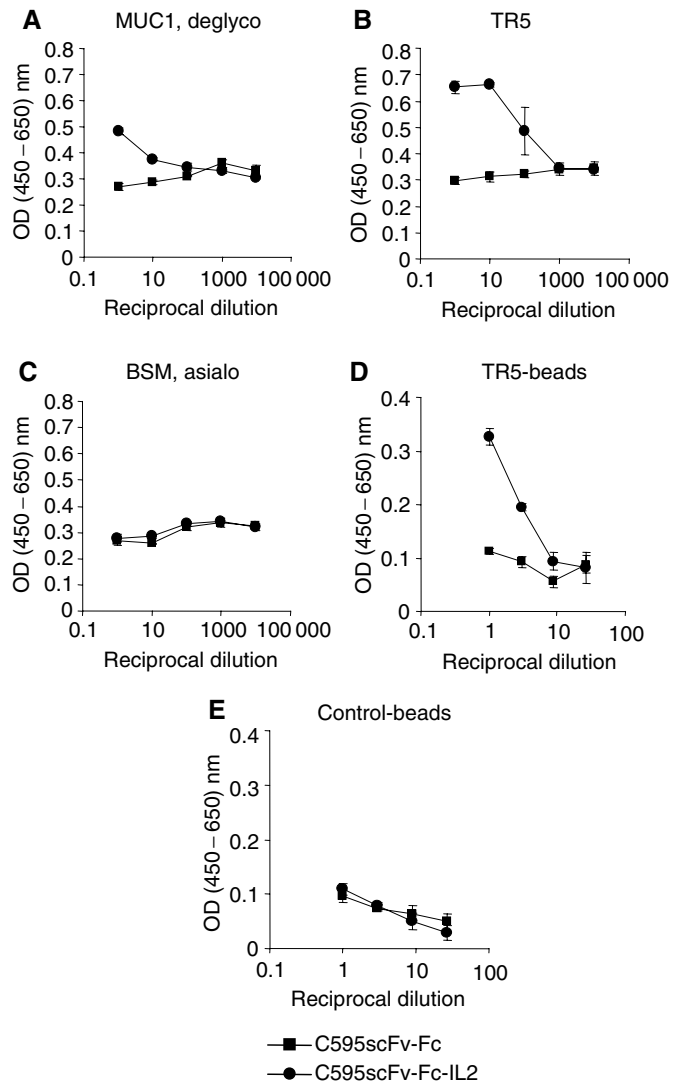 A
MUC1, deglyco
0.8
0.7
0.6
0.5
0.4
0.3
0.2
0.1
0
OD (450–650) nm
0.1 10 1000 100 000
Reciprocal dilution
B
TR5
0.8
0.7
0.6
0.5
0.4
0.3
0.2
0.1
0
OD (450–650) nm
0.1 10 1000 100 000
Reciprocal dilution
C
BSM, asialo
0.8
0.7
0.6
0.5
0.4
0.3
0.2
0.1
0
OD (450–650) nm
0.1 10 1000 100 000
Reciprocal dilution
D
TR5-beads
0.4
0.3
0.2
0.1
0
OD (450–650) nm
0.1 1 10 100
Reciprocal dilution
E
Control-beads
0.4
0.3
0.2
0.1
0
OD (450–650) nm
0.1 1 10 100
Reciprocal dilution
C595scFv-Fc
C595scFv-Fc-IL2